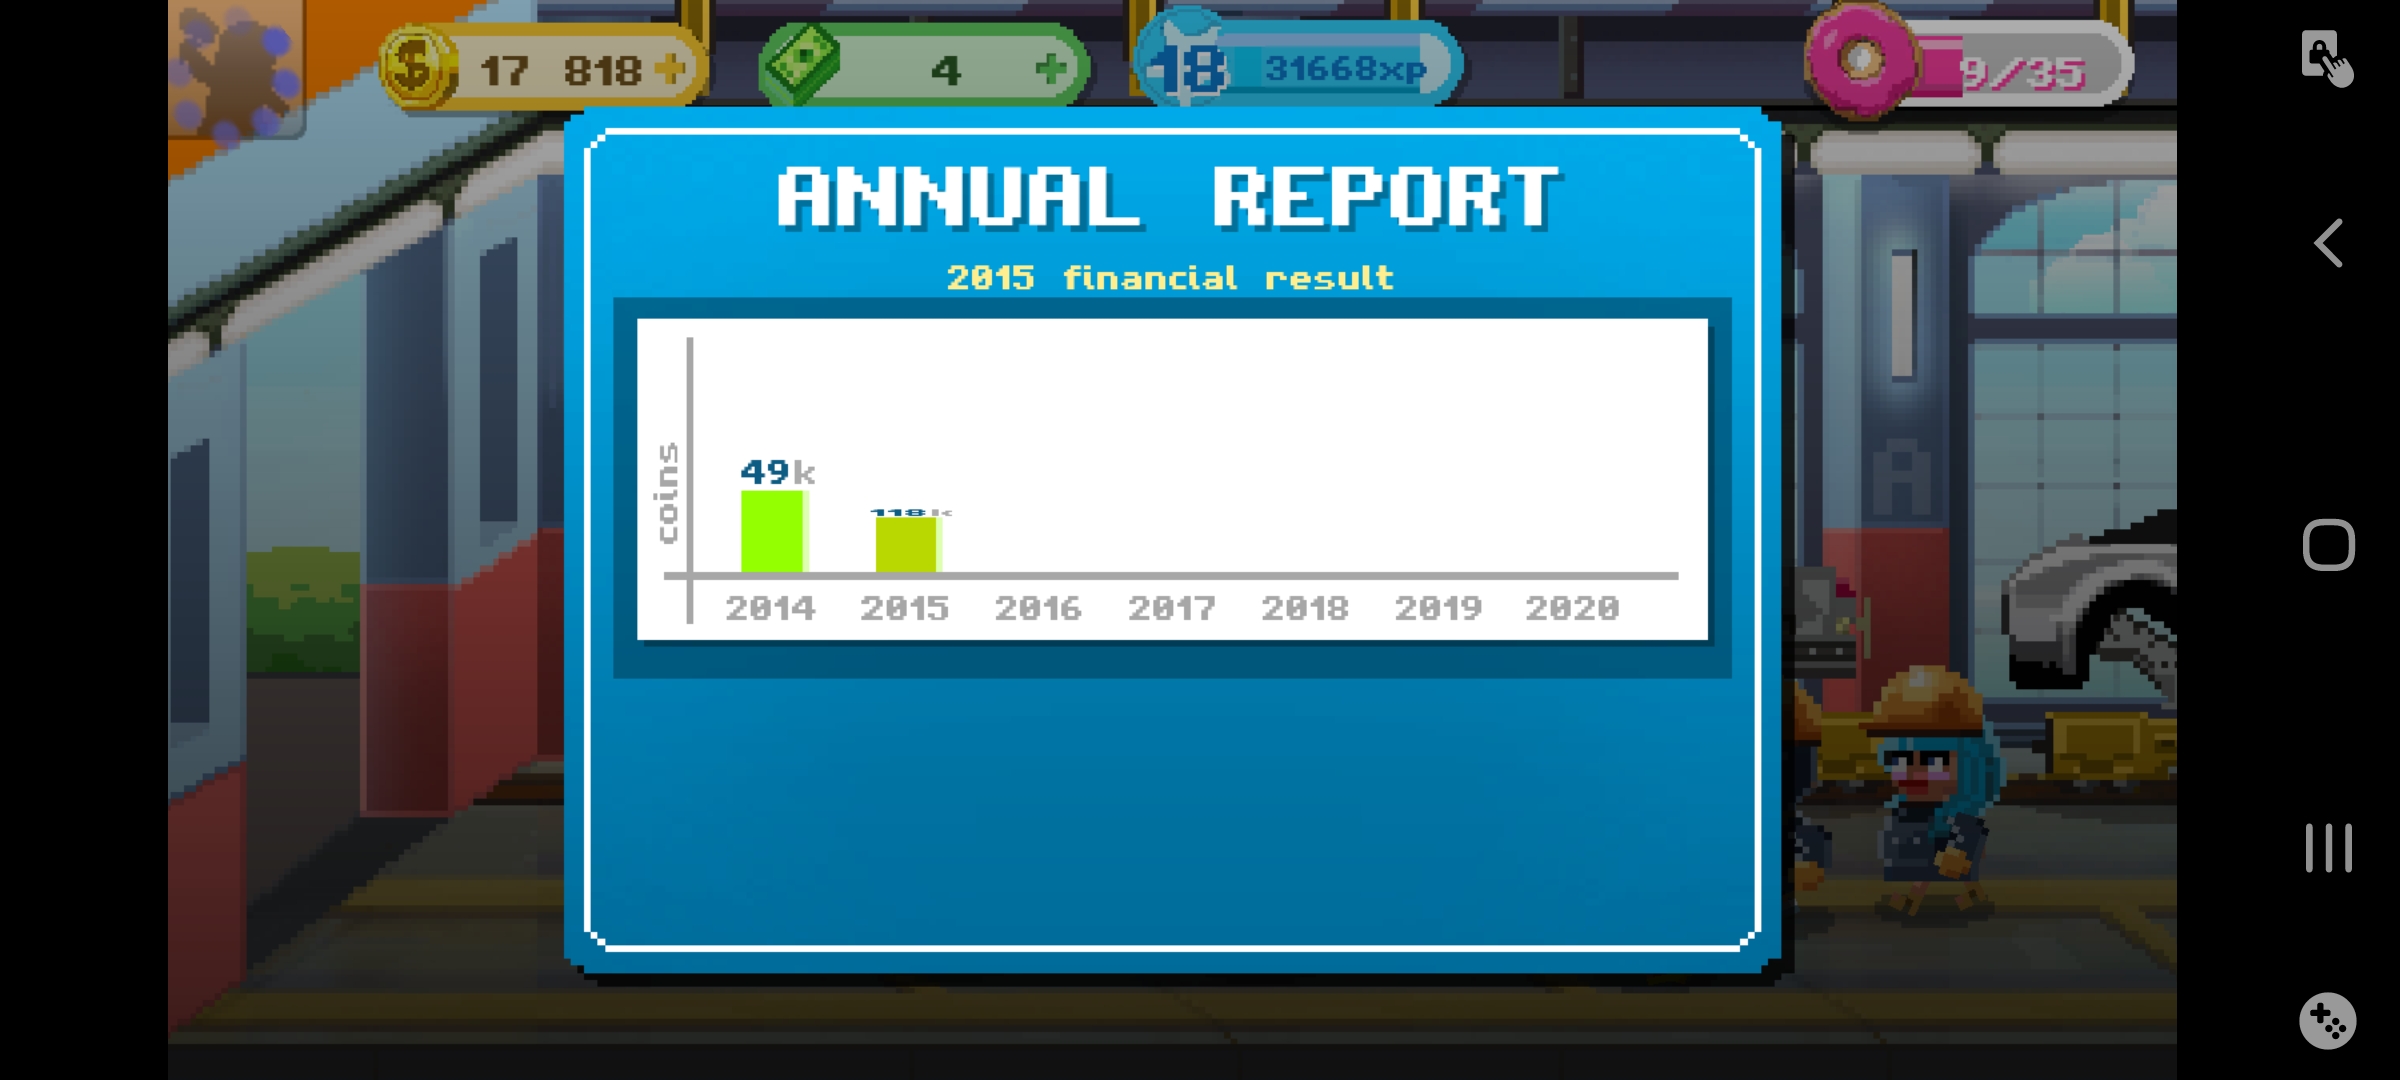 17 818 +
4 +
18 31668xp
9/35
ANNUAL REPORT
2015 financial result
coins
49k
118k
2014 2015 2016 2017 2018 2019 2020
A